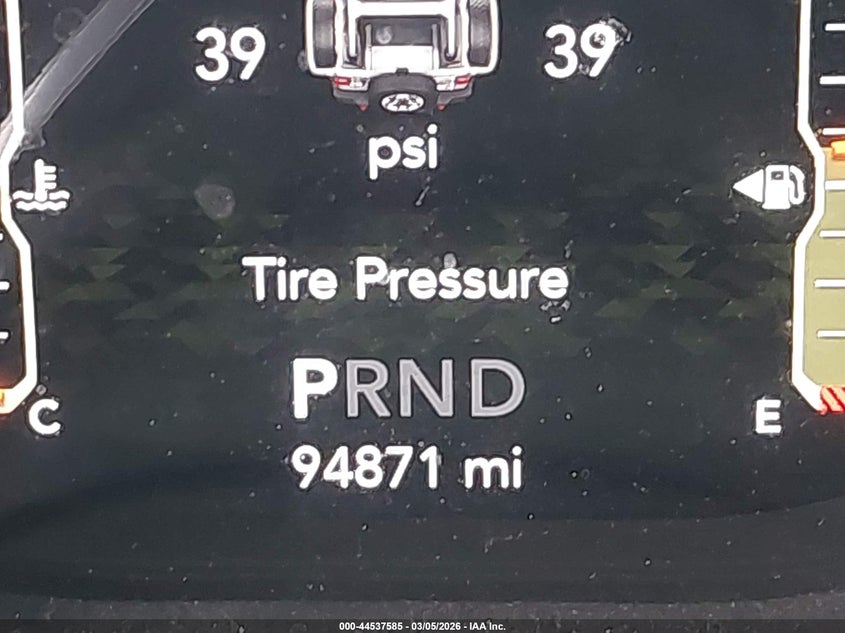 39 39
psi
Tire Pressure
PRND
C E
94871 mi
000-44537585 - 03/05/2026 - IAA Inc.